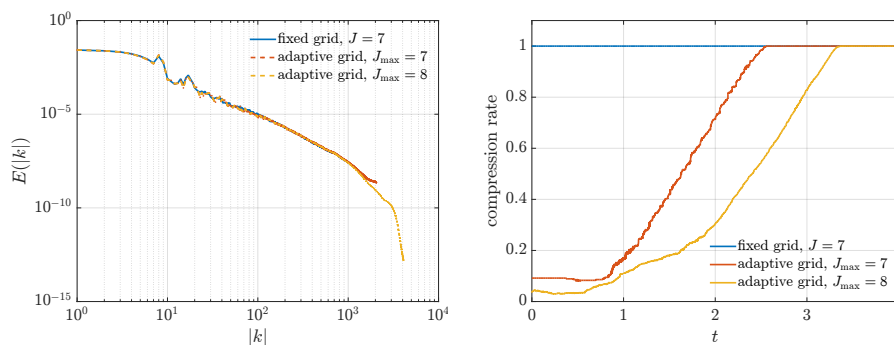 10^0
10^-5
10^-10
10^-15
E(|k|)
fixed grid, J = 7
adaptive grid, J_max = 7
adaptive grid, J_max = 8
10^0 10^1 10^2 10^3 10^4
|k|
1
0.8
0.6
0.4
0.2
0
compression rate
fixed grid, J = 7
adaptive grid, J_max = 7
adaptive grid, J_max = 8
0 1 2 3
t